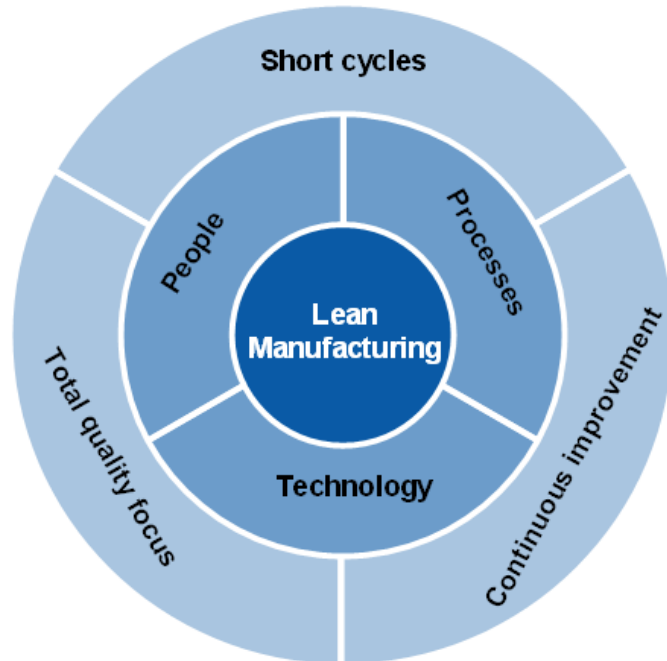 Short cycles
People
Processes
Lean
Manufacturing
Technology
Total quality focus
Continuous improvement